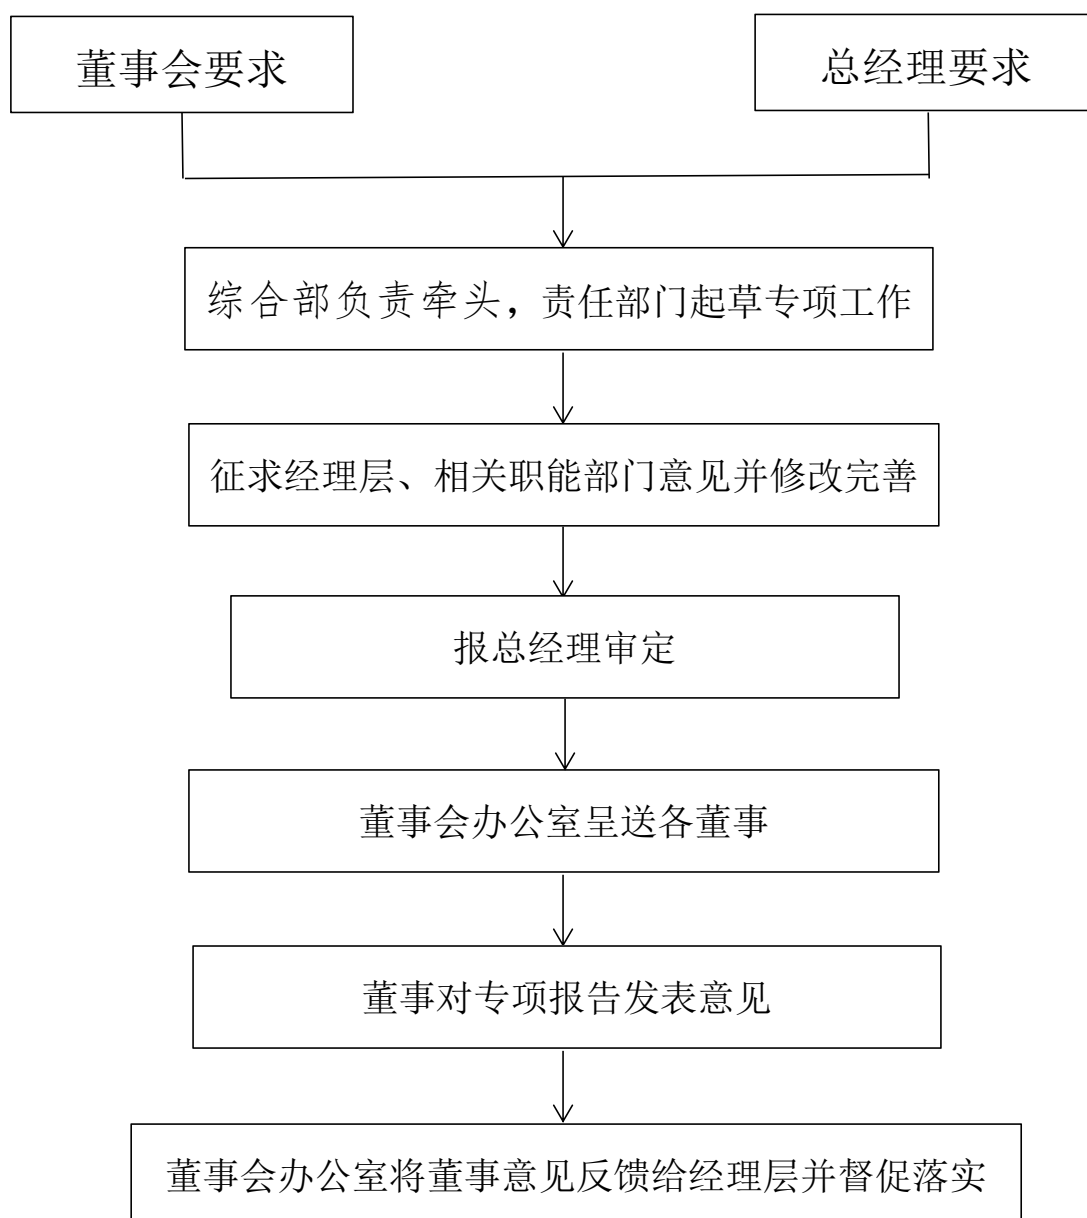 董事会要求
总经理要求
综合部负责牵头，责任部门起草专项工作
征求经理层、相关职能部门意见并修改完善
报总经理审定
董事会办公室呈送各董事
董事对专项报告发表意见
董事会办公室将董事意见反馈给经理层并督促落实